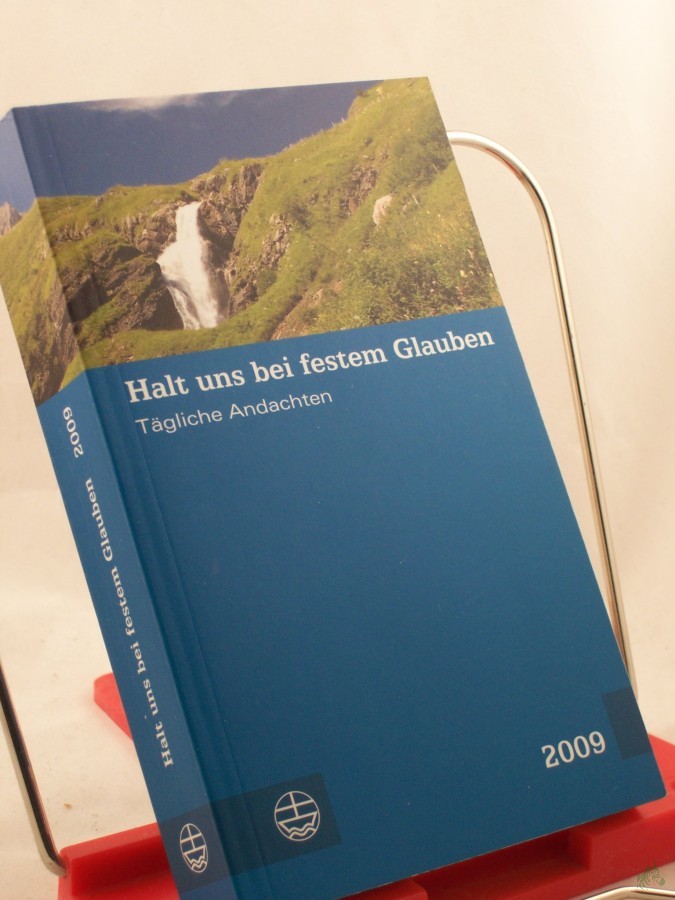 Halt uns bei festem Glauben
Tägliche Andachten
2009
Halt uns bei festem Glauben 2009